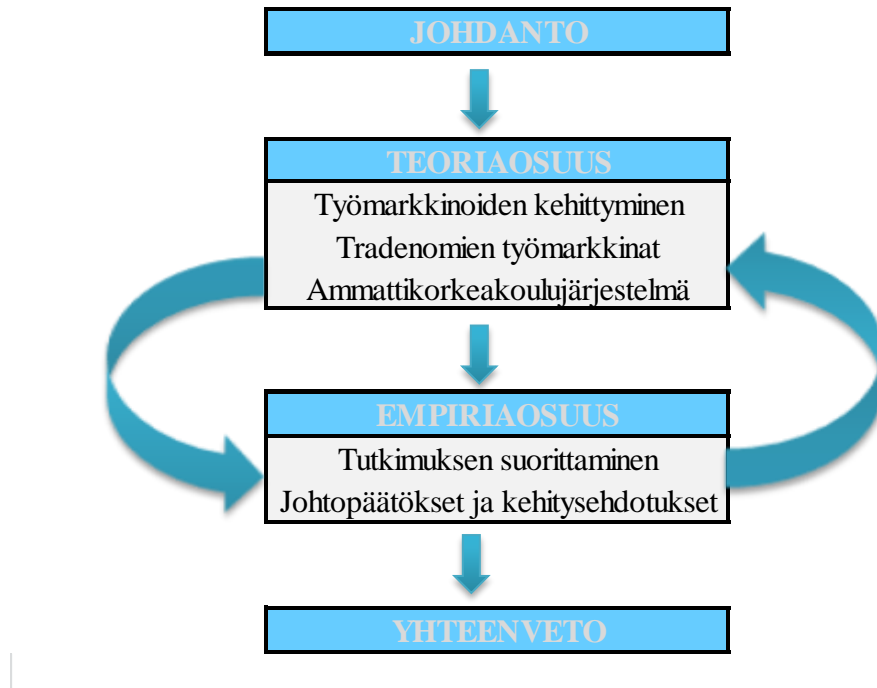 JOHDANTO
TEORIAOSUUS
Työmarkkinoiden kehittyminen
Tradenomien työmarkkinat
Ammattikorkeakoulujärjestelmä
EMPIRIAOSUUS
Tutkimuksen suorittaminen
Johtopäätökset ja kehitysehdotukset
YHTEENVETO